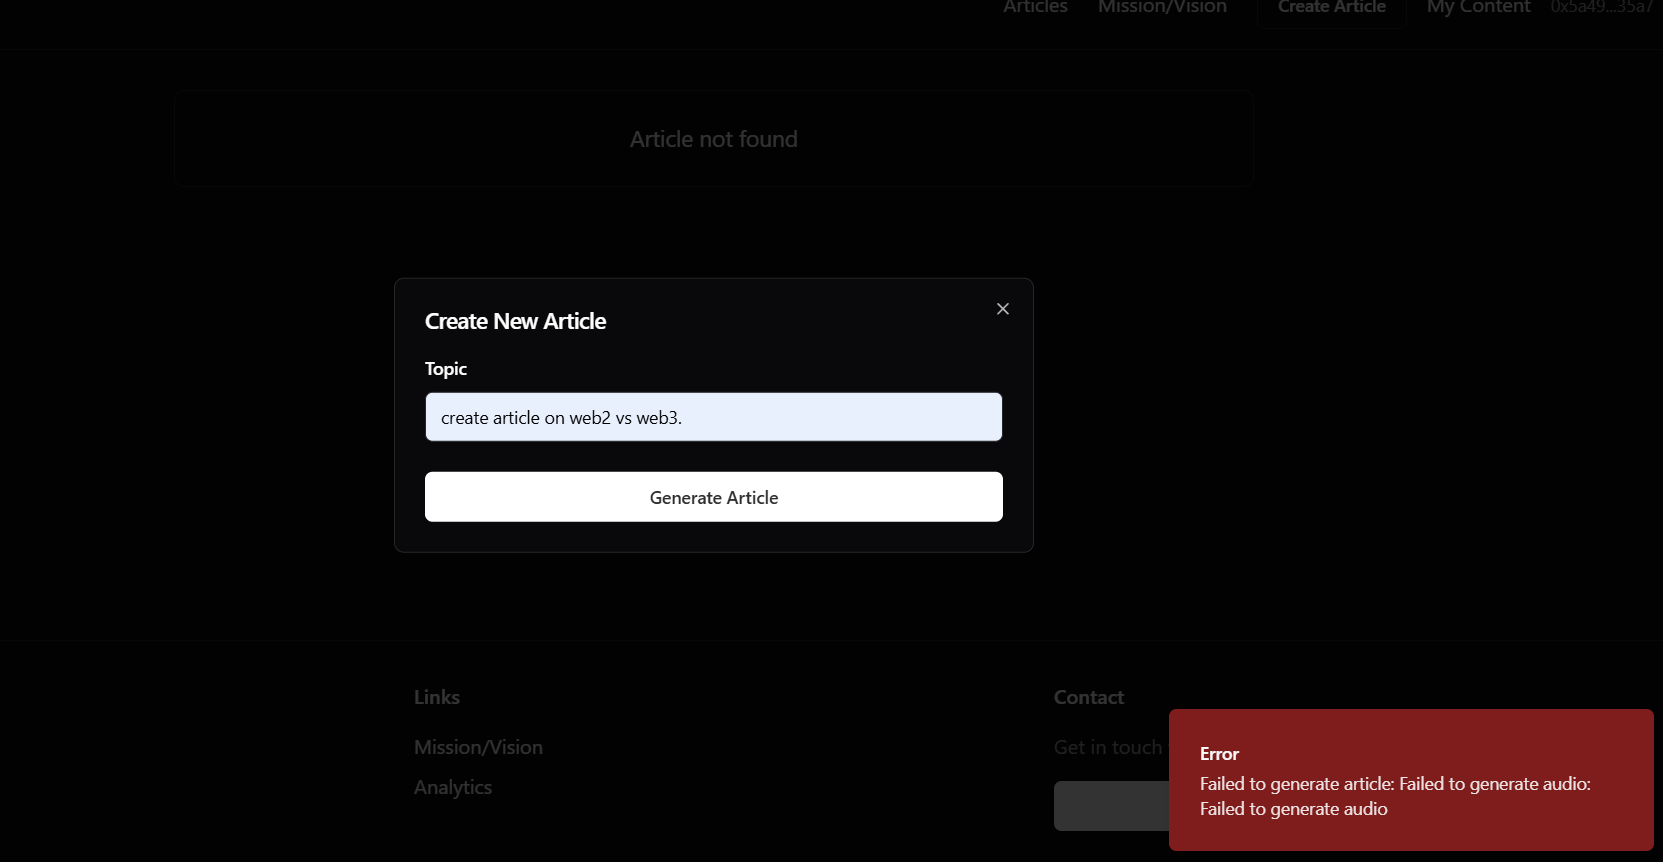 Articles Mission/Vision Create Article My Content 0x5a49...35a7
Article not found
Create New Article
Topic
create article on web2 vs web3.
Generate Article
Links
Mission/Vision
Analytics
Contact
Get in touch
Error
Failed to generate article: Failed to generate audio:
Failed to generate audio